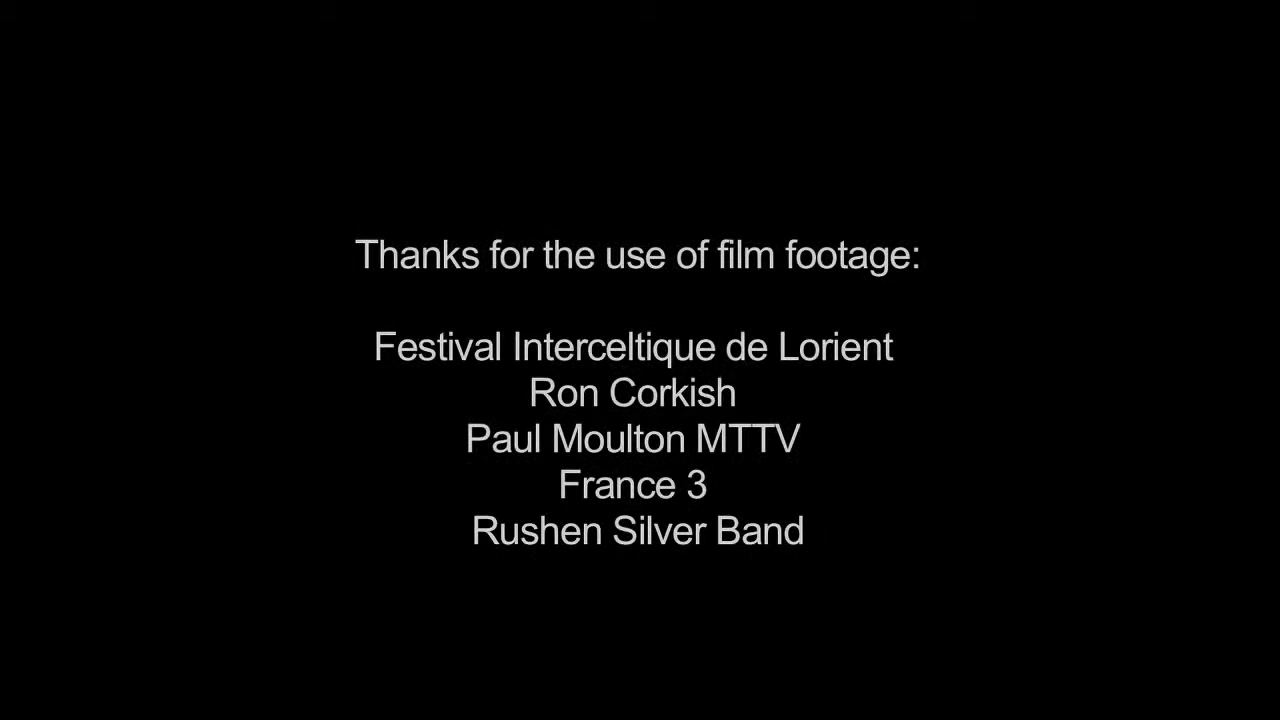 Thanks for the use of film footage:
Festival Interceltique de Lorient
Ron Corkish
Paul Moulton MTTV
France 3
Rushen Silver Band